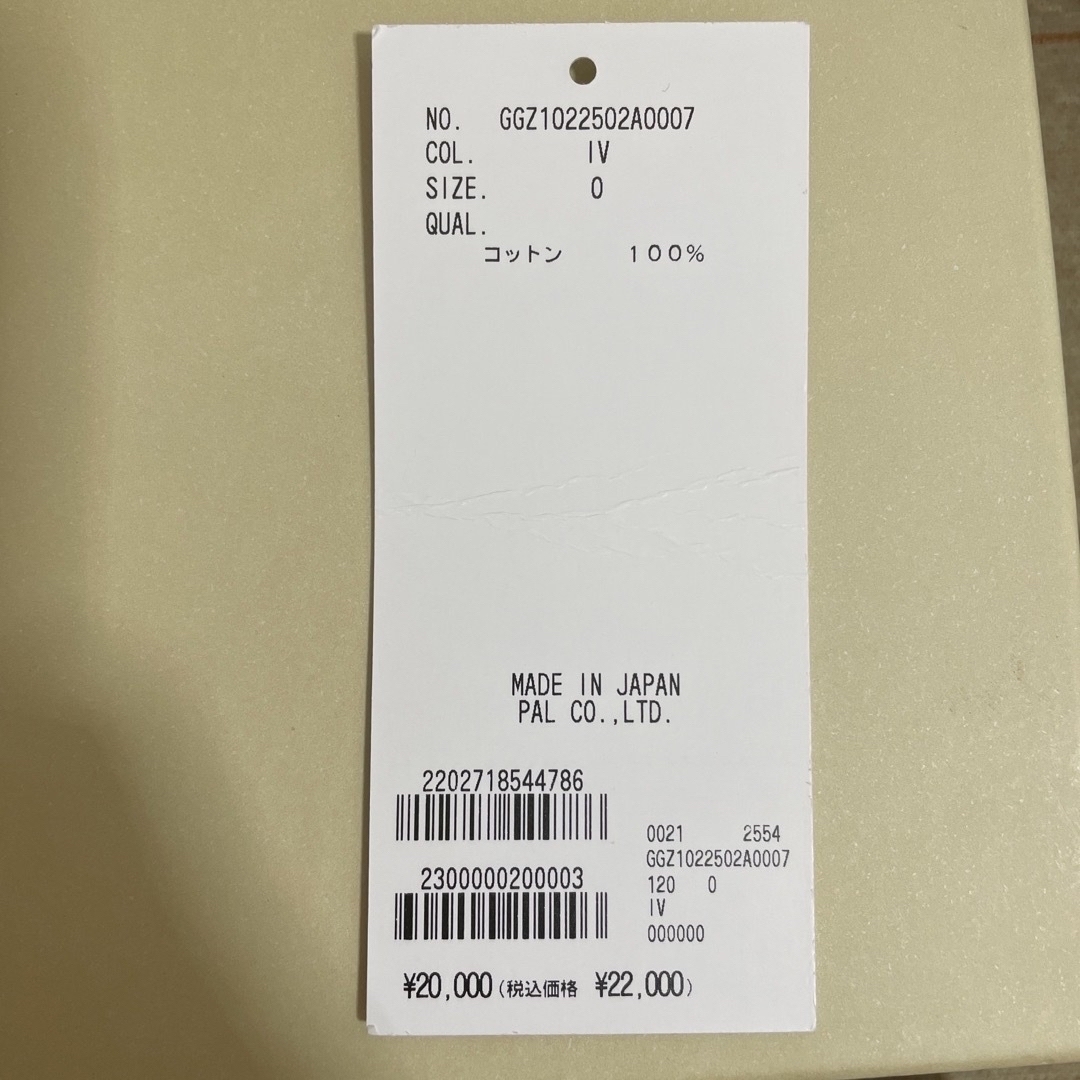 NO. GGZ1022502A0007
COL. IV
SIZE. 0
QUAL.
コットン 100%
MADE IN JAPAN
PAL CO.,LTD.
2202718544786
0021 2554
GGZ1022502A0007
2300000200003
120 0
IV
000000
¥20,000(税込価格 ¥22,000)